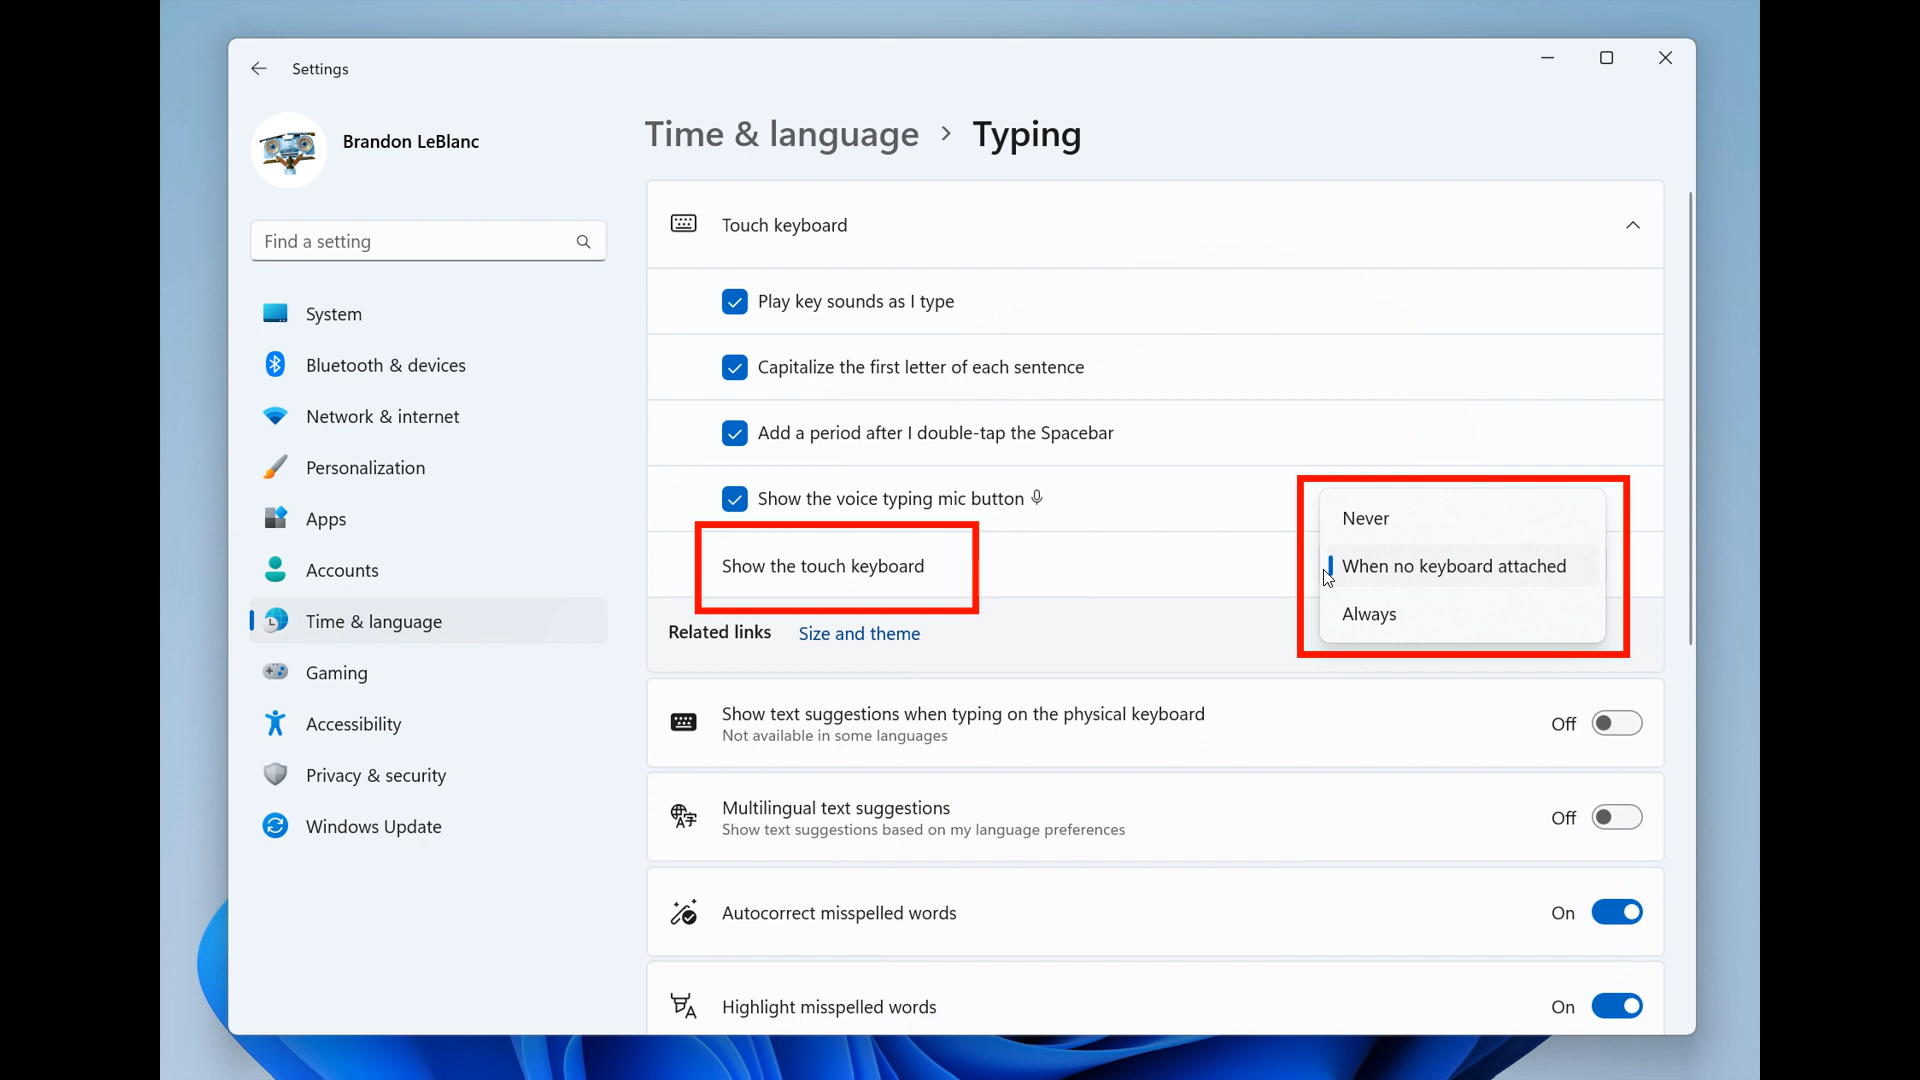 Settings
Brandon LeBlanc
Find a setting
System
Bluetooth & devices
Network & internet
Personalization
Apps
Accounts
Time & language
Gaming
Accessibility
Privacy & security
Windows Update
Time & language > Typing
Touch keyboard
Play key sounds as I type
Capitalize the first letter of each sentence
Add a period after I double-tap the Spacebar
Show the voice typing mic button
Show the touch keyboard
Never
When no keyboard attached
Always
Related links Size and theme
Show text suggestions when typing on the physical keyboard
Not available in some languages
Off
Multilingual text suggestions
Show text suggestions based on my language preferences
Off
Autocorrect misspelled words
On
Highlight misspelled words
On